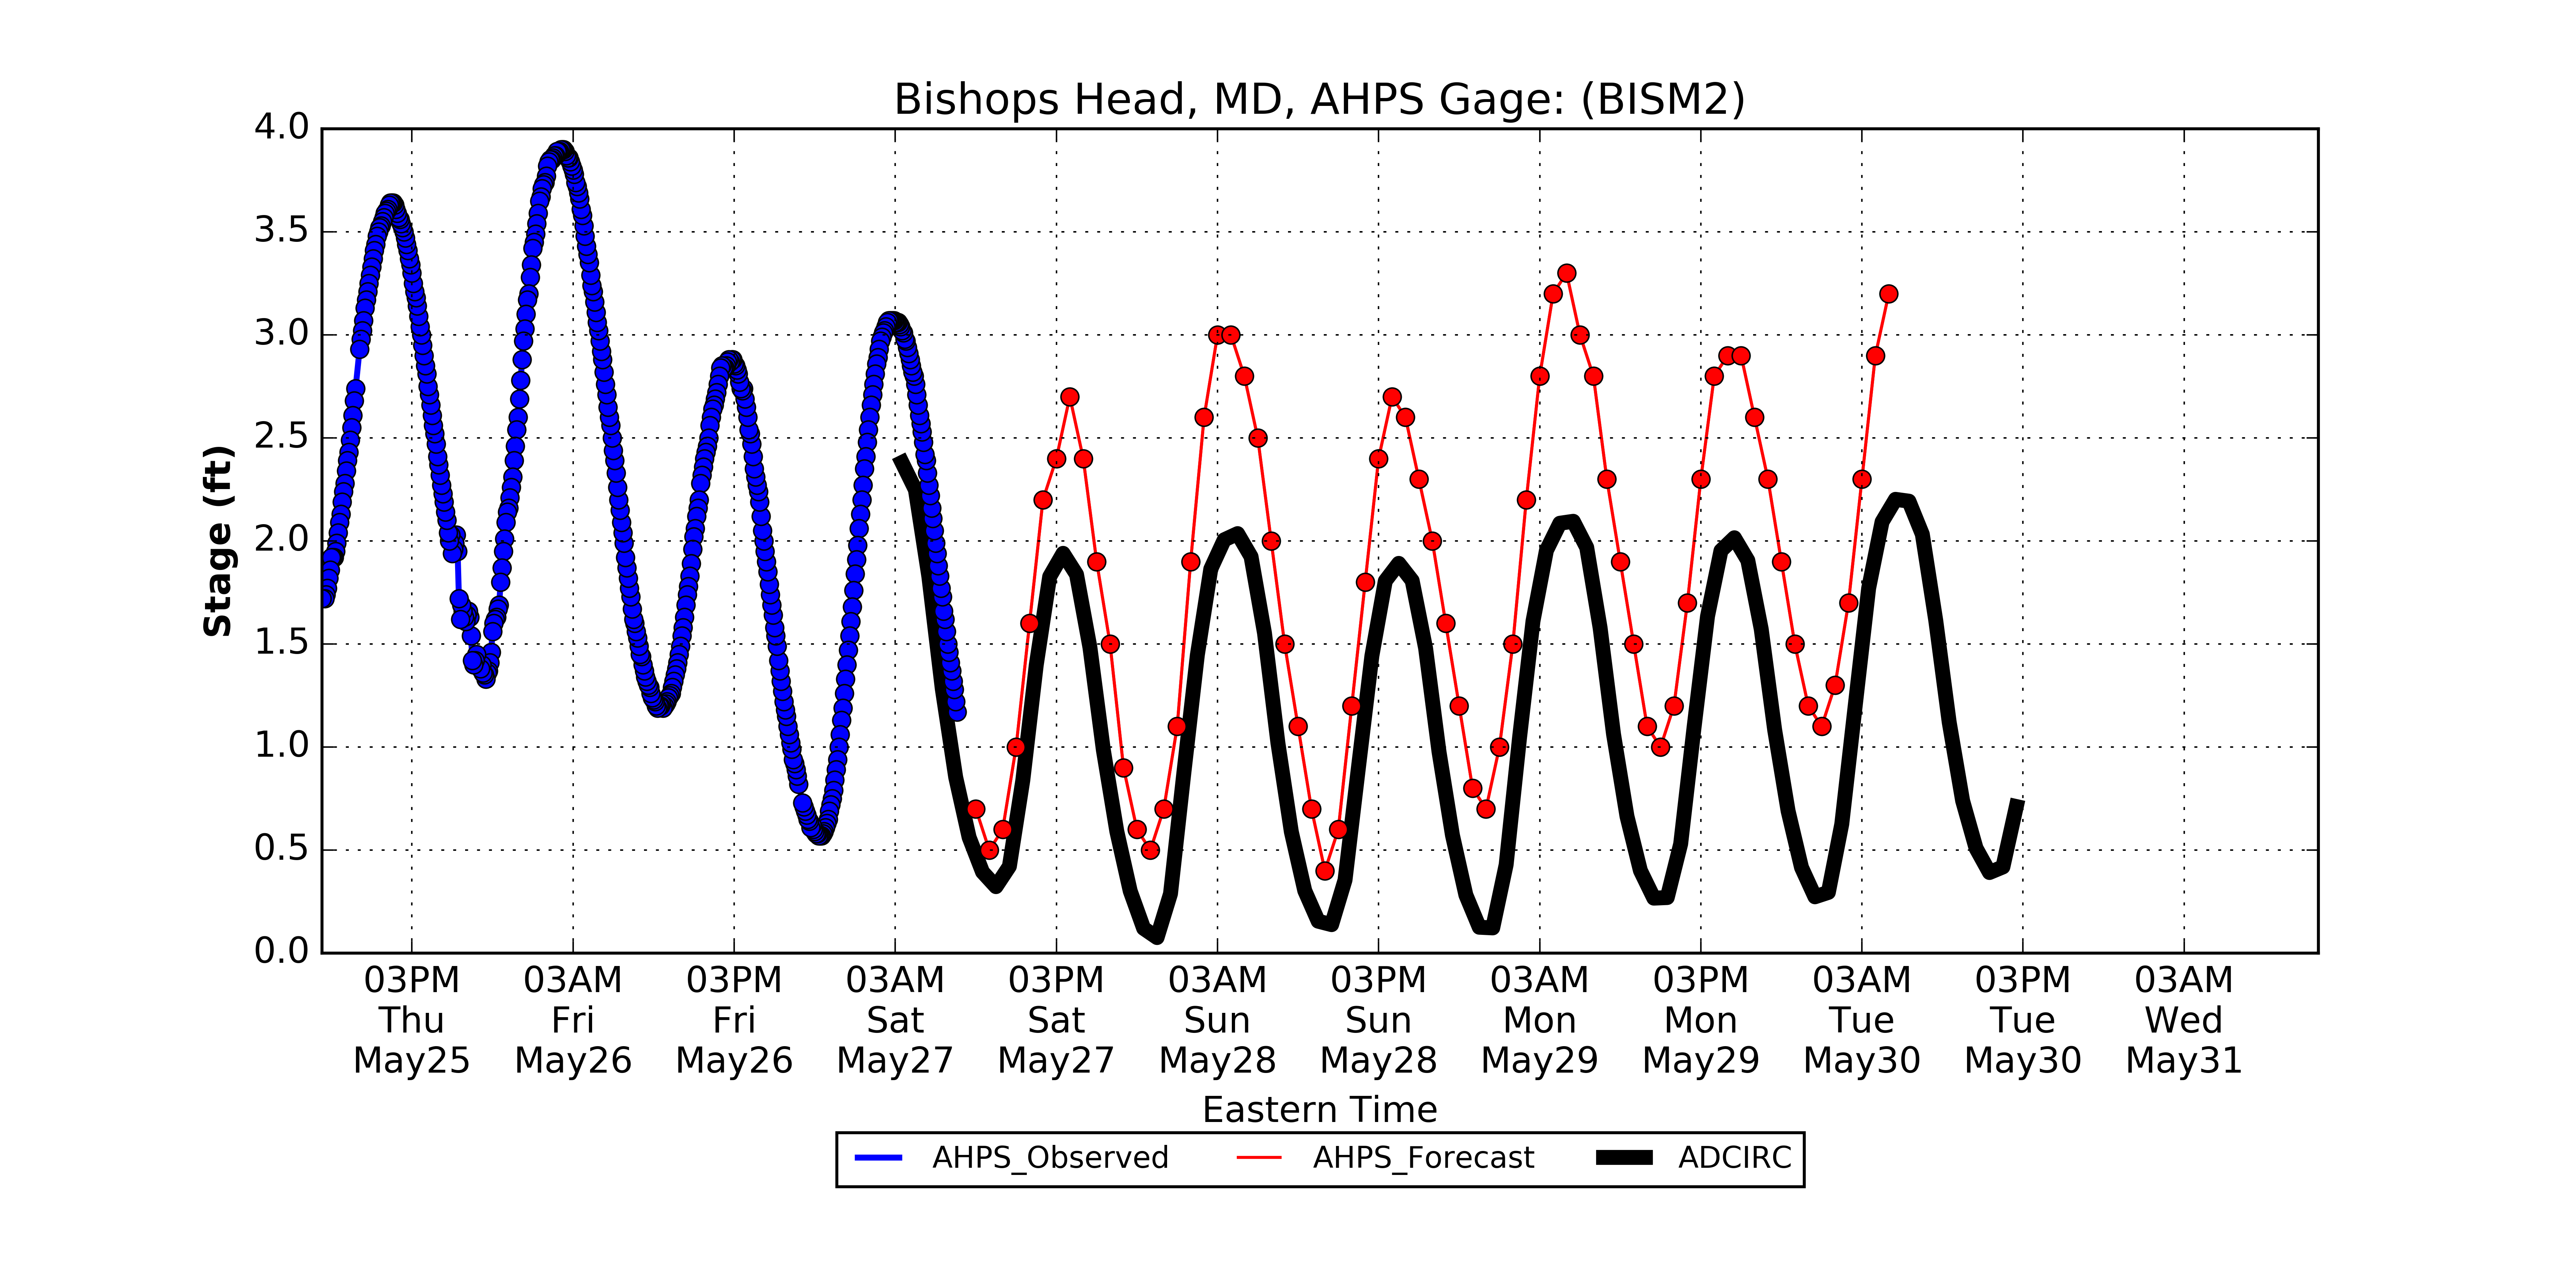 Bishops Head, MD, AHPS Gage: (BISM2)
4.0
3.5
3.0
2.5
2.0
1.5
1.0
0.5
0.0
Stage (ft)
03PM 03AM 03PM 03AM 03PM 03AM 03PM 03AM 03PM 03AM 03PM 03AM
Thu Fri Fri Sat Sat Sun Sun Mon Mon Tue Tue Wed
May25 May26 May26 May27 May27 May28 May28 May29 May29 May30 May30 May31
Eastern Time
AHPS_Observed AHPS_Forecast ADCIRC